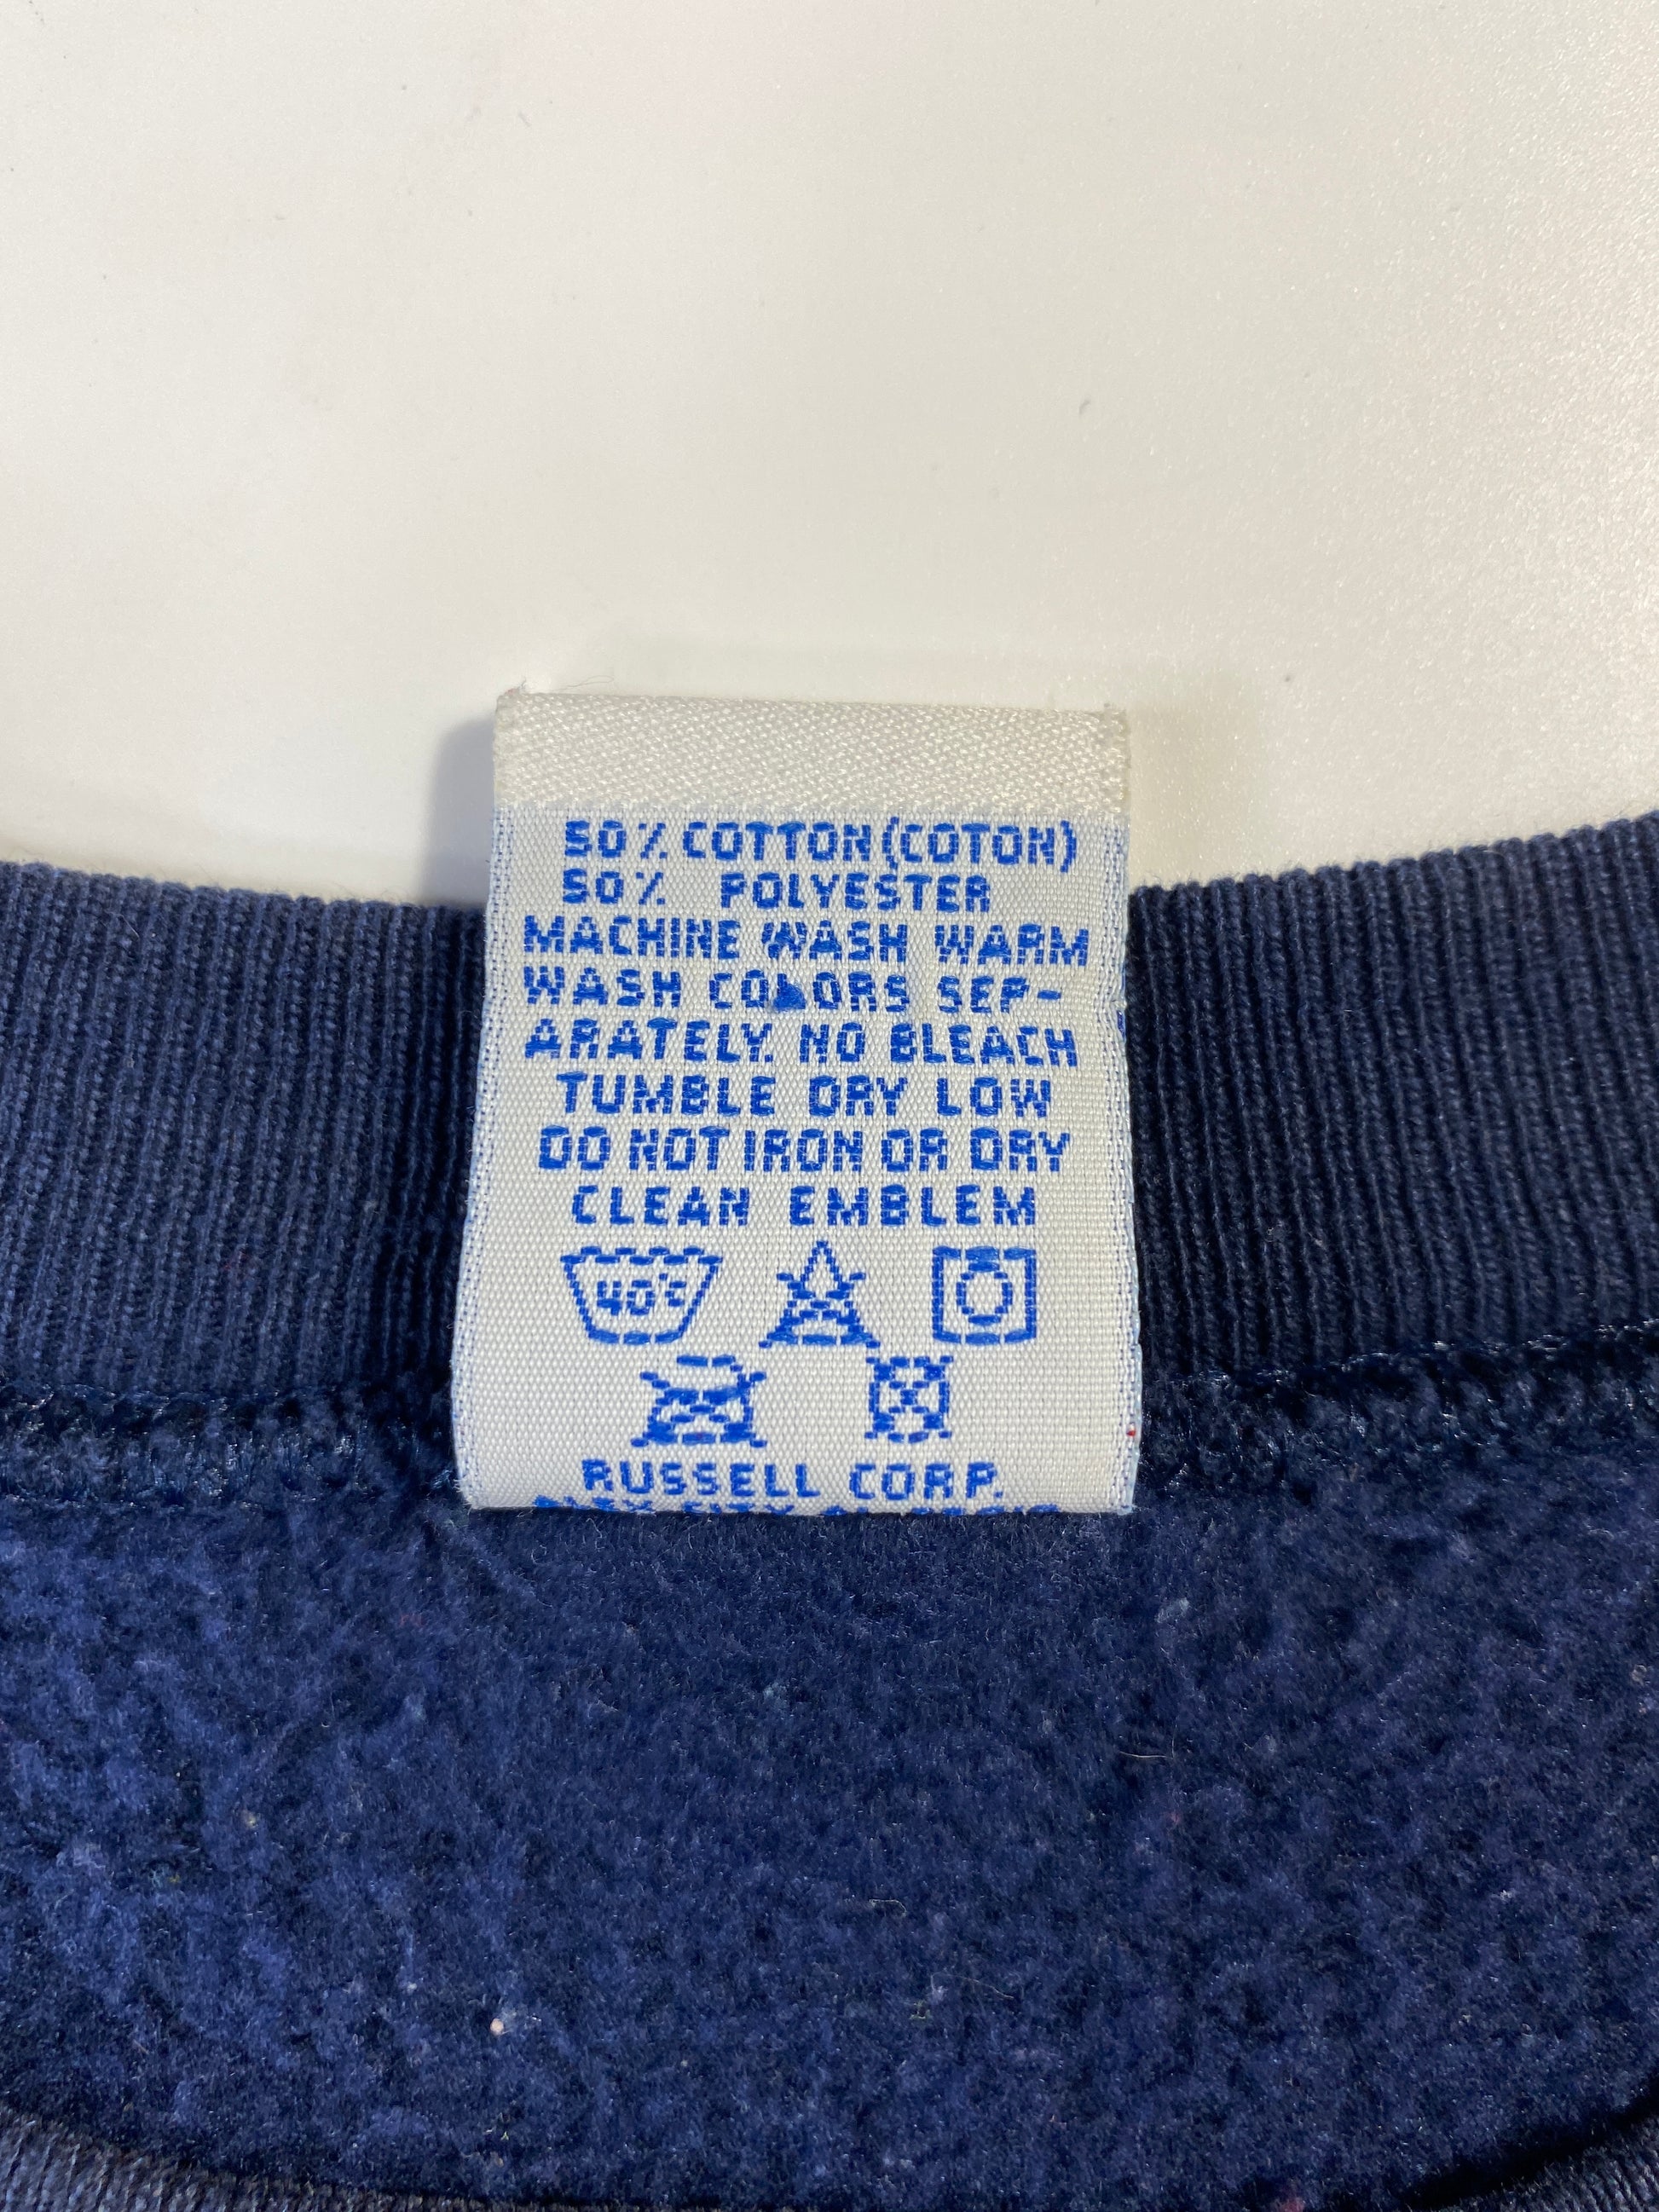 50% COTTON (COTON)
50% POLYESTER
MACHINE WASH WARM
WASH COLORS SEP-
ARATELY. NO BLEACH
TUMBLE DRY LOW
DO NOT IRON OR DRY
CLEAN EMBLEM
40°C
RUSSELL CORP.